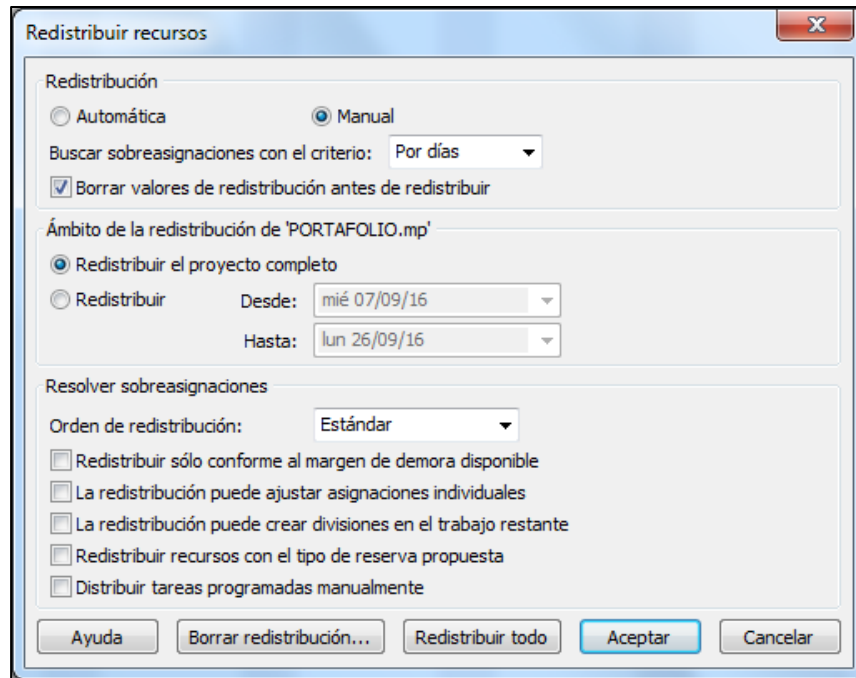 Redistribuir recursos
Redistribución
Automática Manual
Buscar sobreasignaciones con el criterio: Por días
Borrar valores de redistribución antes de redistribuir
Ámbito de la redistribución de 'PORTAFOLIO.mp'
Redistribuir el proyecto completo
Redistribuir Desde: mié 07/09/16
Hasta: lun 26/09/16
Resolver sobreasignaciones
Orden de redistribución: Estándar
Redistribuir sólo conforme al margen de demora disponible
La redistribución puede ajustar asignaciones individuales
La redistribución puede crear divisiones en el trabajo restante
Redistribuir recursos con el tipo de reserva propuesta
Distribuir tareas programadas manualmente
Ayuda Borrar redistribución... Redistribuir todo Aceptar Cancelar